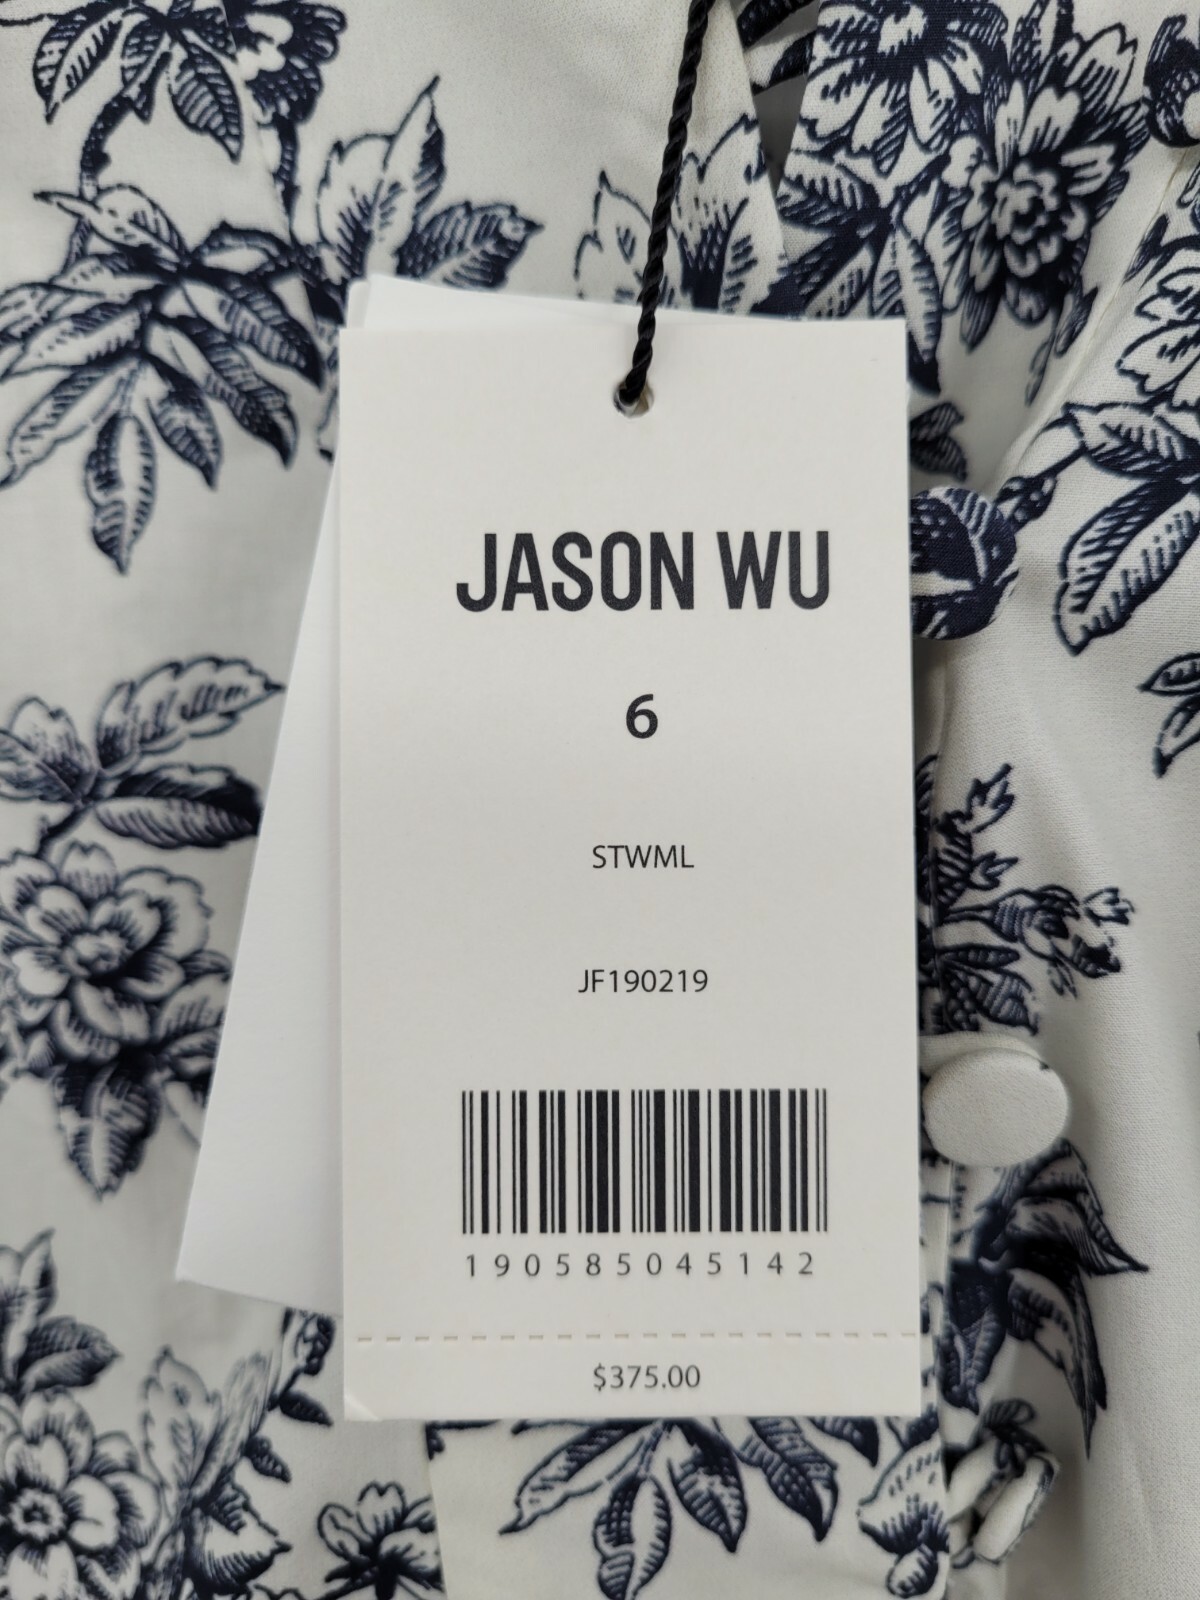 JASON WU
6
STWML
JF190219
190585045142
$375.00